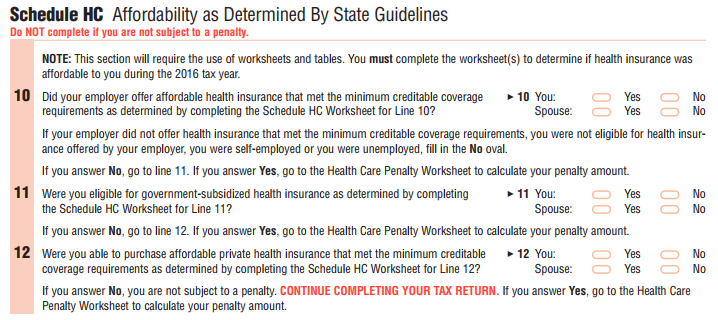 Schedule HC Affordability as Determined By State Guidelines
Do NOT complete if you are not subject to a penalty.
NOTE: This section will require the use of worksheets and tables. You must complete the worksheet(s) to determine if health insurance was
affordable to you during the 2016 tax year.
10 Did your employer offer affordable health insurance that met the minimum creditable coverage ▸ 10 You: Yes No
requirements as determined by completing the Schedule HC Worksheet for Line 10? Spouse: Yes No
If your employer did not offer health insurance that met the minimum creditable coverage requirements, you were not eligible for health insur-
ance offered by your employer, you were self-employed or you were unemployed, fill in the No oval.
If you answer No, go to line 11. If you answer Yes, go to the Health Care Penalty Worksheet to calculate your penalty amount.
11 Were you eligible for government-subsidized health insurance as determined by completing ▸ 11 You: Yes No
the Schedule HC Worksheet for Line 11? Spouse: Yes No
If you answer No, go to line 12. If you answer Yes, go to the Health Care Penalty Worksheet to calculate your penalty amount.
12 Were you able to purchase affordable private health insurance that met the minimum creditable ▸ 12 You: Yes No
coverage requirements as determined by completing the Schedule HC Worksheet for Line 12? Spouse: Yes No
If you answer No, you are not subject to a penalty. CONTINUE COMPLETING YOUR TAX RETURN. If you answer Yes, go to the Health Care
Penalty Worksheet to calculate your penalty amount.